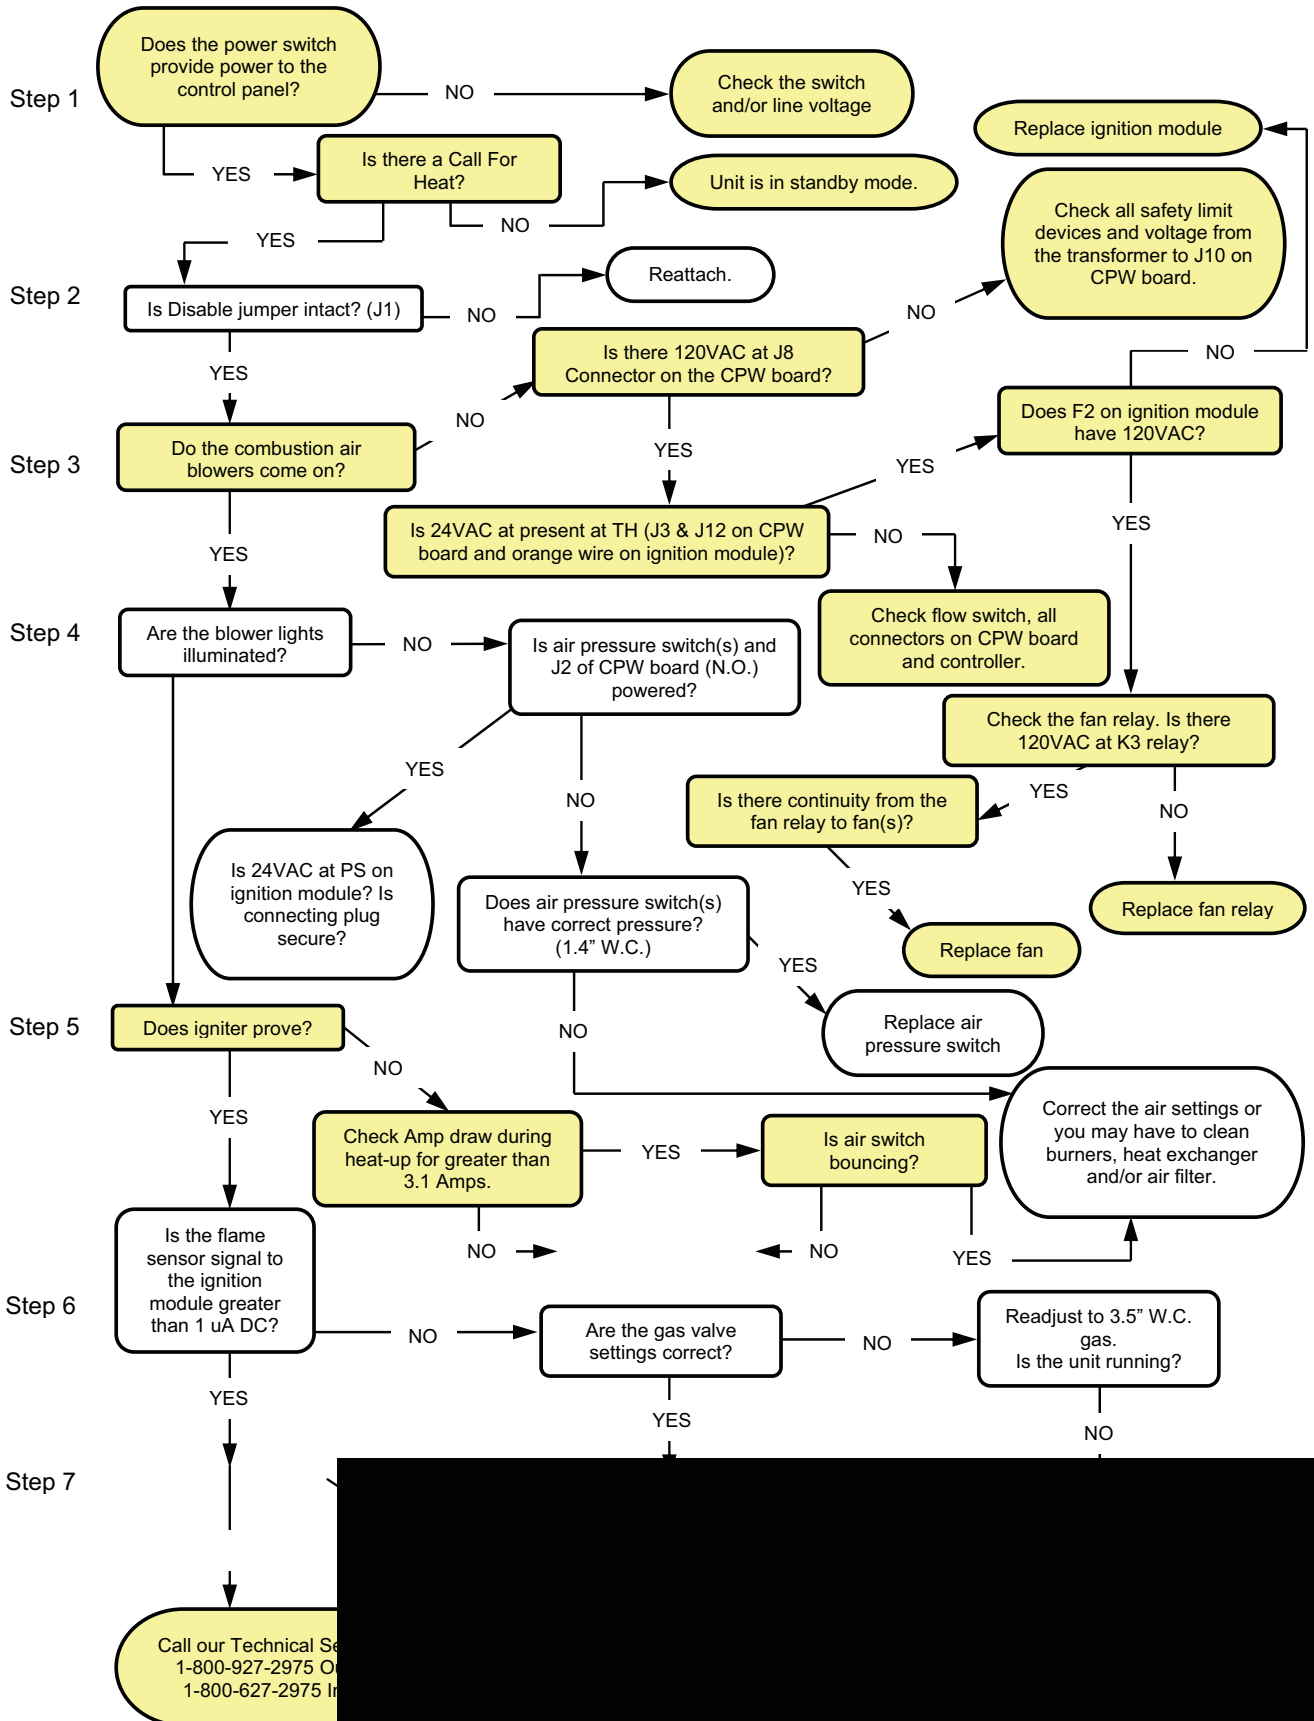 Step 1
Does the power switch
provide power to the
control panel?
NO
Check the switch
and/or line voltage
Replace ignition module
YES
Is there a Call For
Heat?
NO
Unit is in standby mode.
Check all safety limit
devices and voltage from
the transformer to J10 on
CPW board.
YES
Step 2
Is Disable jumper intact? (J1)
NO
Reattach.
NO
NO
YES
Is there 120VAC at J8
Connector on the CPW board?
NO
YES
Does F2 on ignition module
have 120VAC?
Step 3
Do the combustion air
blowers come on?
YES
YES
YES
Is 24VAC at present at TH (J3 & J12 on CPW
board and orange wire on ignition module)?
NO
Step 4
Are the blower lights
illuminated?
NO
Is air pressure switch(s) and
J2 of CPW board (N.O.)
powered?
Check flow switch, all
connectors on CPW board
and controller.
Check the fan relay. Is there
120VAC at K3 relay?
YES
NO
Is there continuity from the
fan relay to fan(s)?
YES
NO
Is 24VAC at PS on
ignition module? Is
connecting plug
secure?
Does air pressure switch(s)
have correct pressure?
(1.4” W.C.)
YES
Replace fan
Replace fan relay
YES
Step 5
Does igniter prove?
NO
Replace air
pressure switch
NO
YES
Check Amp draw during
heat-up for greater than
3.1 Amps.
YES
Is air switch
bouncing?
Correct the air settings or
you may have to clean
burners, heat exchanger
and/or air filter.
NO
NO
YES
Step 6
Is the flame
sensor signal to
the ignition
module greater
than 1 uA DC?
NO
Are the gas valve
settings correct?
NO
Readjust to 3.5” W.C.
gas.
Is the unit running?
YES
YES
NO
Step 7
Call our Technical
1-800-927-2975
1-800-627-2975